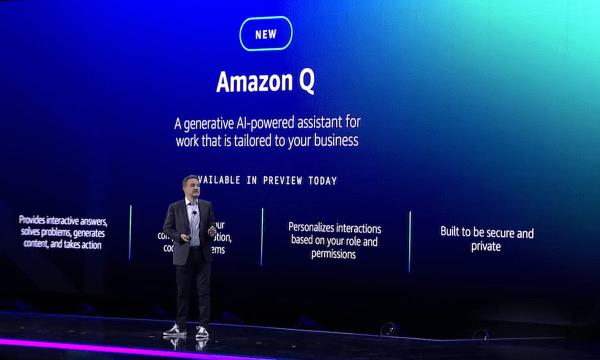 NEW
Amazon Q
A generative AI-powered assistant for
work that is tailored to your business
AVAILABLE IN PREVIEW TODAY
Provides interactive answers,
solves problems, generates
content, and takes action
Personalizes interactions
based on your role and
permissions
Built to be secure and
private